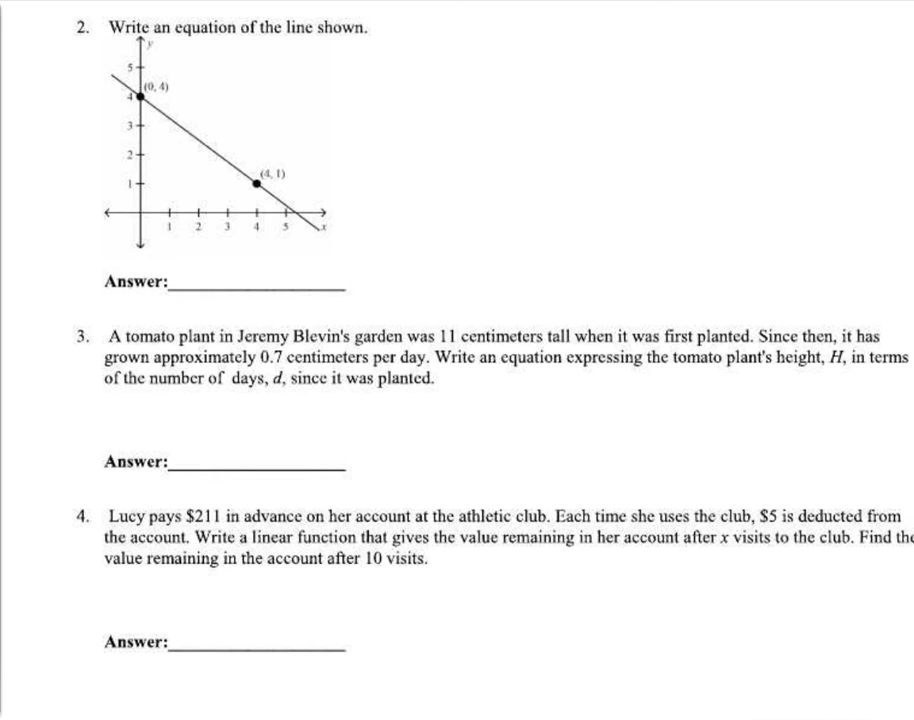 2. Write an equation of the line shown.
y
5
(0, 4)
4
3
2
(4, 1)
1
1 2 3 4 5 x
Answer:
3. A tomato plant in Jeremy Blevin's garden was 11 centimeters tall when it was first planted. Since then, it has
grown approximately 0.7 centimeters per day. Write an equation expressing the tomato plant's height, H, in terms
of the number of days, d, since it was planted.
Answer:
4. Lucy pays $211 in advance on her account at the athletic club. Each time she uses the club, $5 is deducted from
the account. Write a linear function that gives the value remaining in her account after x visits to the club. Find the
value remaining in the account after 10 visits.
Answer: